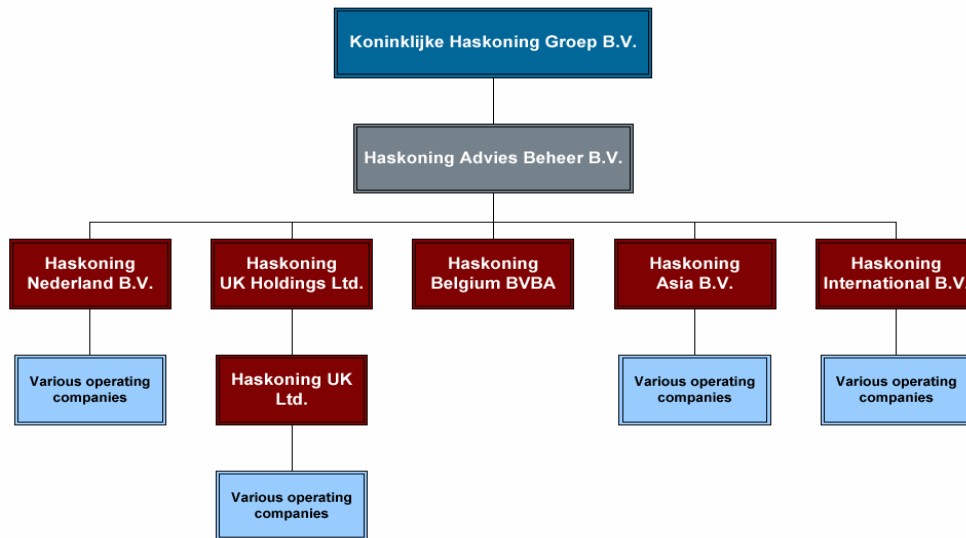 Koninklijke Haskoning Groep B.V.
Haskoning Advies Beheer B.V.
Haskoning
Nederland B.V.
Haskoning
UK Holdings Ltd.
Haskoning
Belgium BVBA
Haskoning
Asia B.V.
Haskoning
International B.V.
Various operating
companies
Haskoning UK
Ltd.
Various operating
companies
Various operating
companies
Various operating
companies